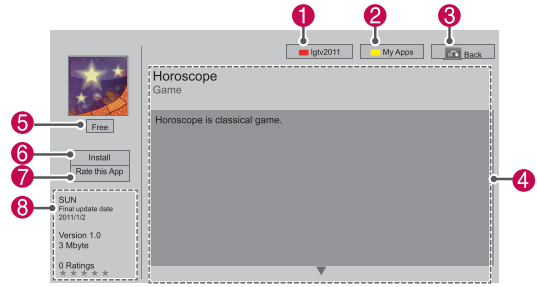 1 2 3
lgtv2011 My Apps Back
Horoscope
Game
5 Free
Horoscope is classical game.
6 Install
7 Rate this App
4
8 SUN
Final update date
2011/1/2
Version 1.0
3 Mbyte
0 Ratings